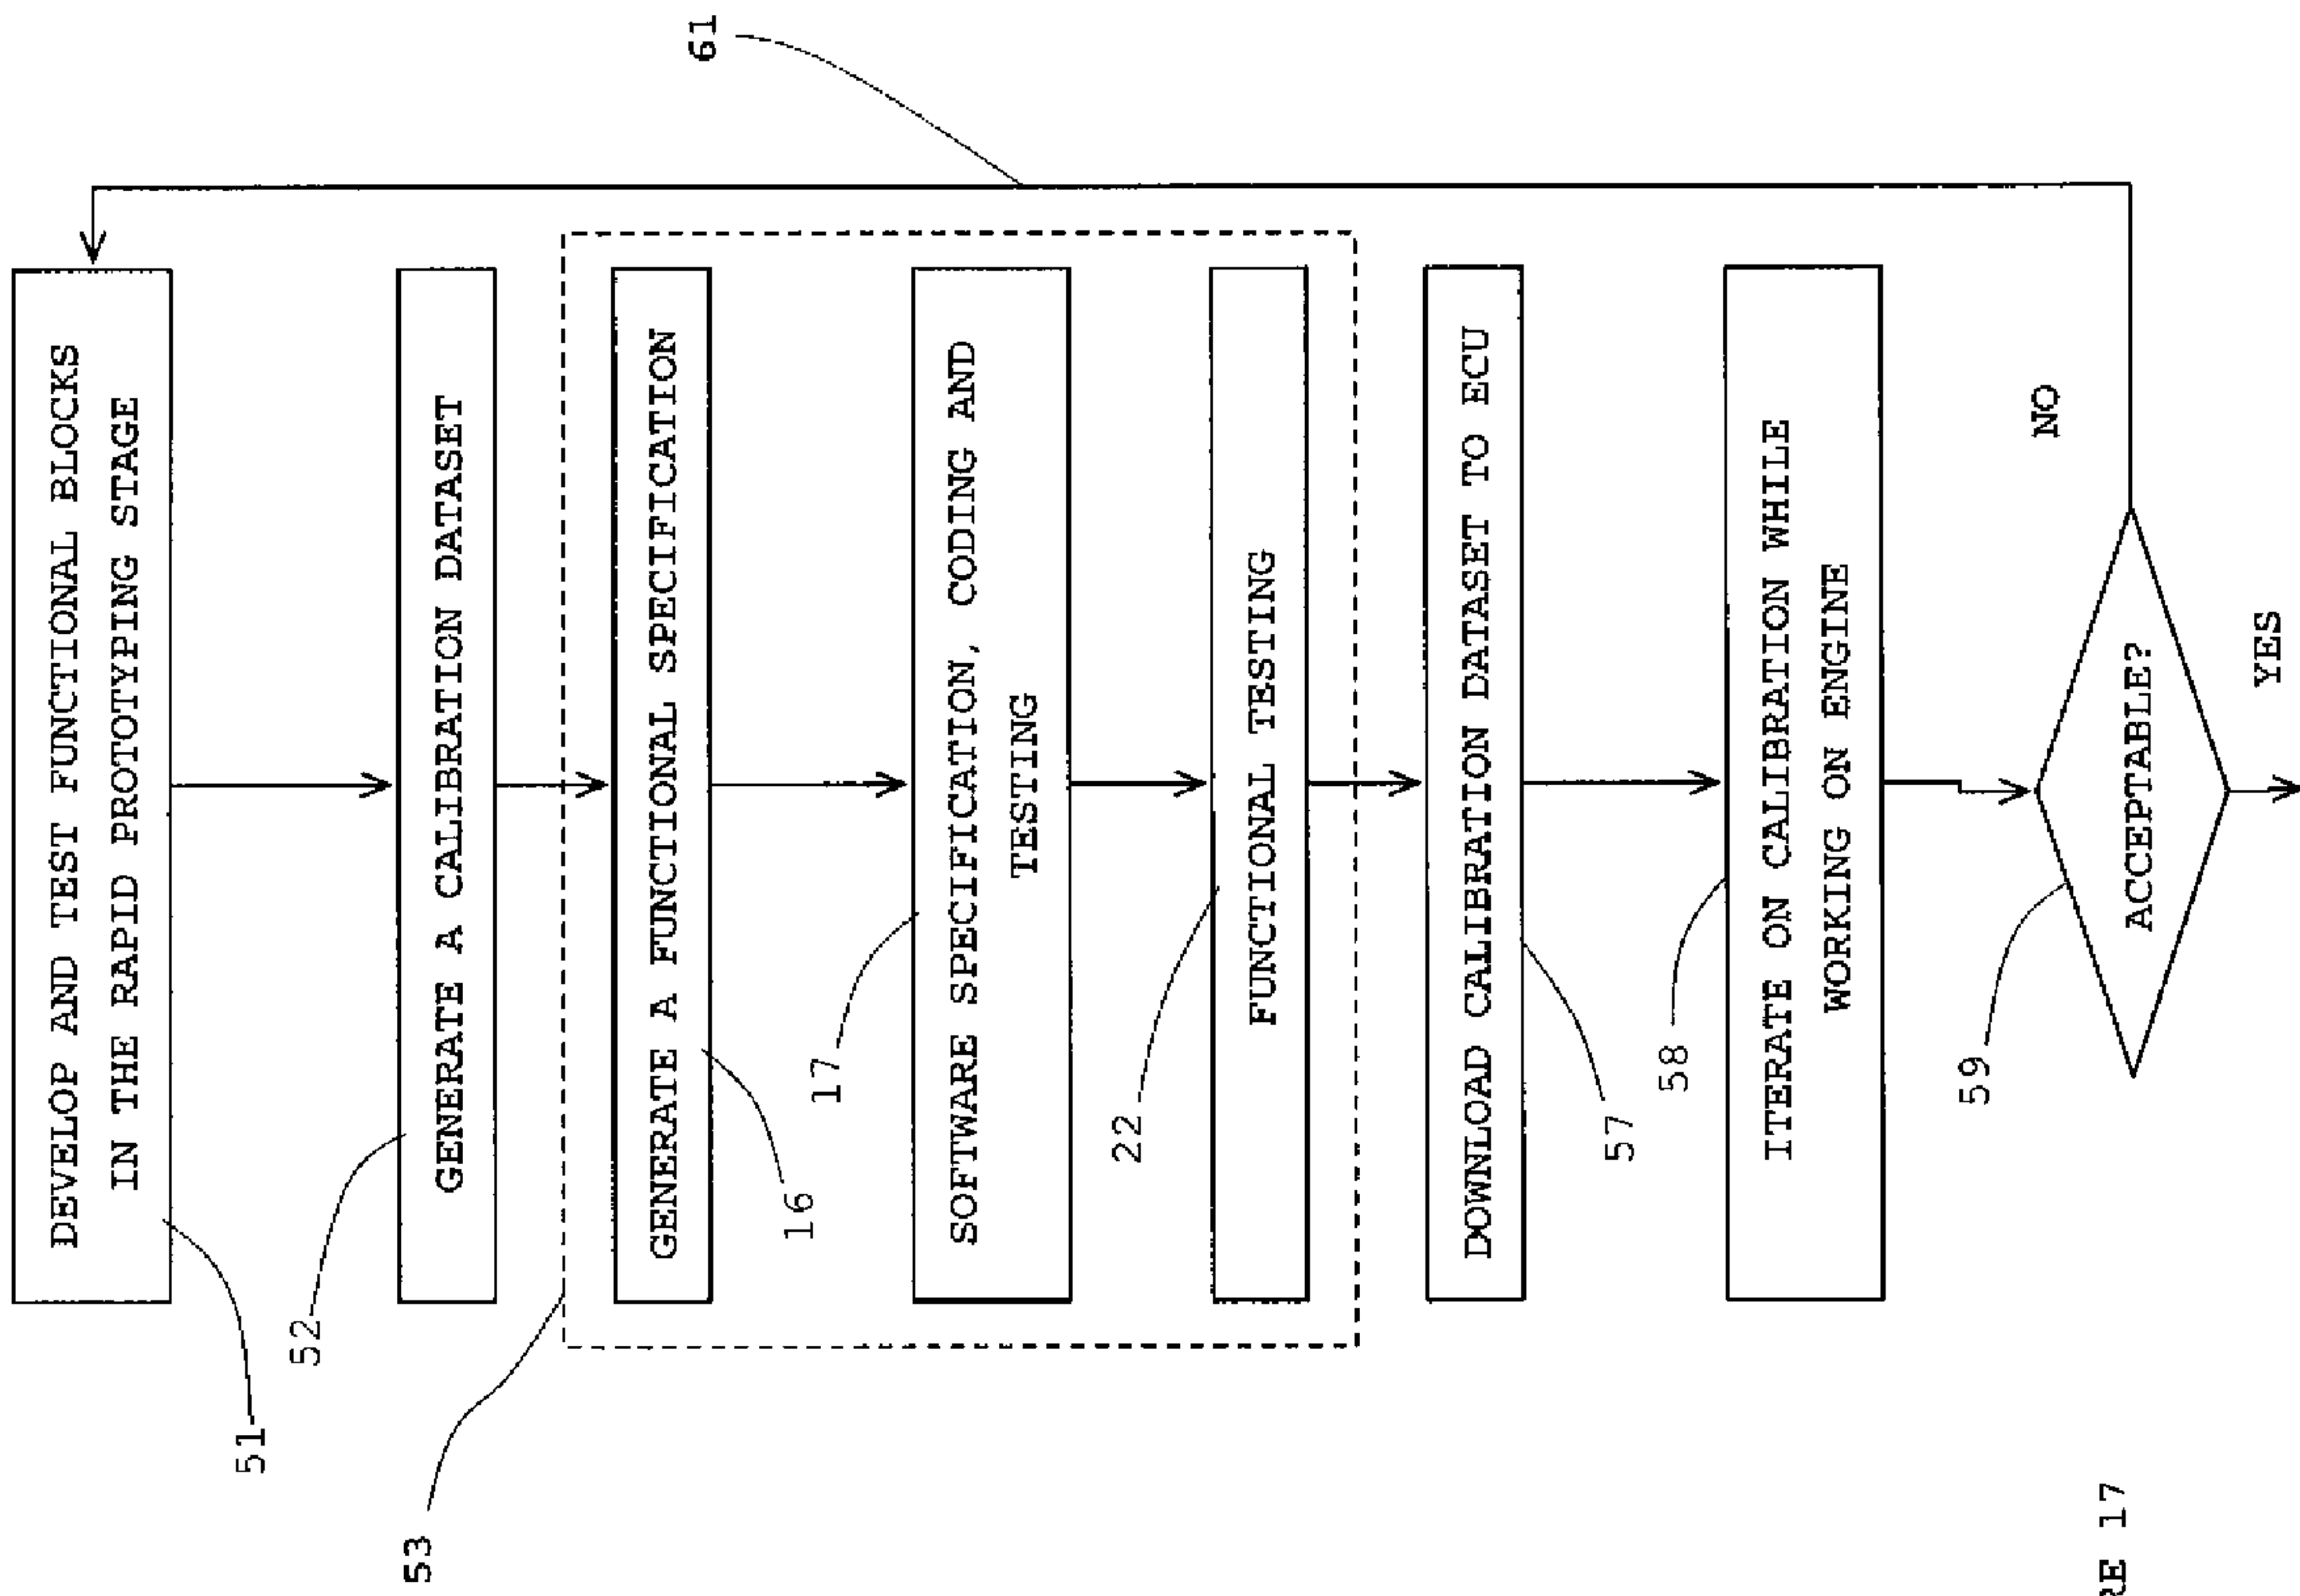 61
DEVELOP AND TEST FUNCTIONAL BLOCKS
IN THE RAPID PROTOTYPING STAGE
51
GENERATE A CALIBRATION DATASET
52
53
GENERATE A FUNCTIONAL SPECIFICATION
16
SOFTWARE SPECIFICATION, CODING AND
TESTING
17
FUNCTIONAL TESTING
22
DOWNLOAD CALIBRATION DATASET TO ECU
57
ITERATE ON CALIBRATION WHILE
WORKING ON ENGINE
58
NO
ACCEPTABLE?
59
YES
RE 17